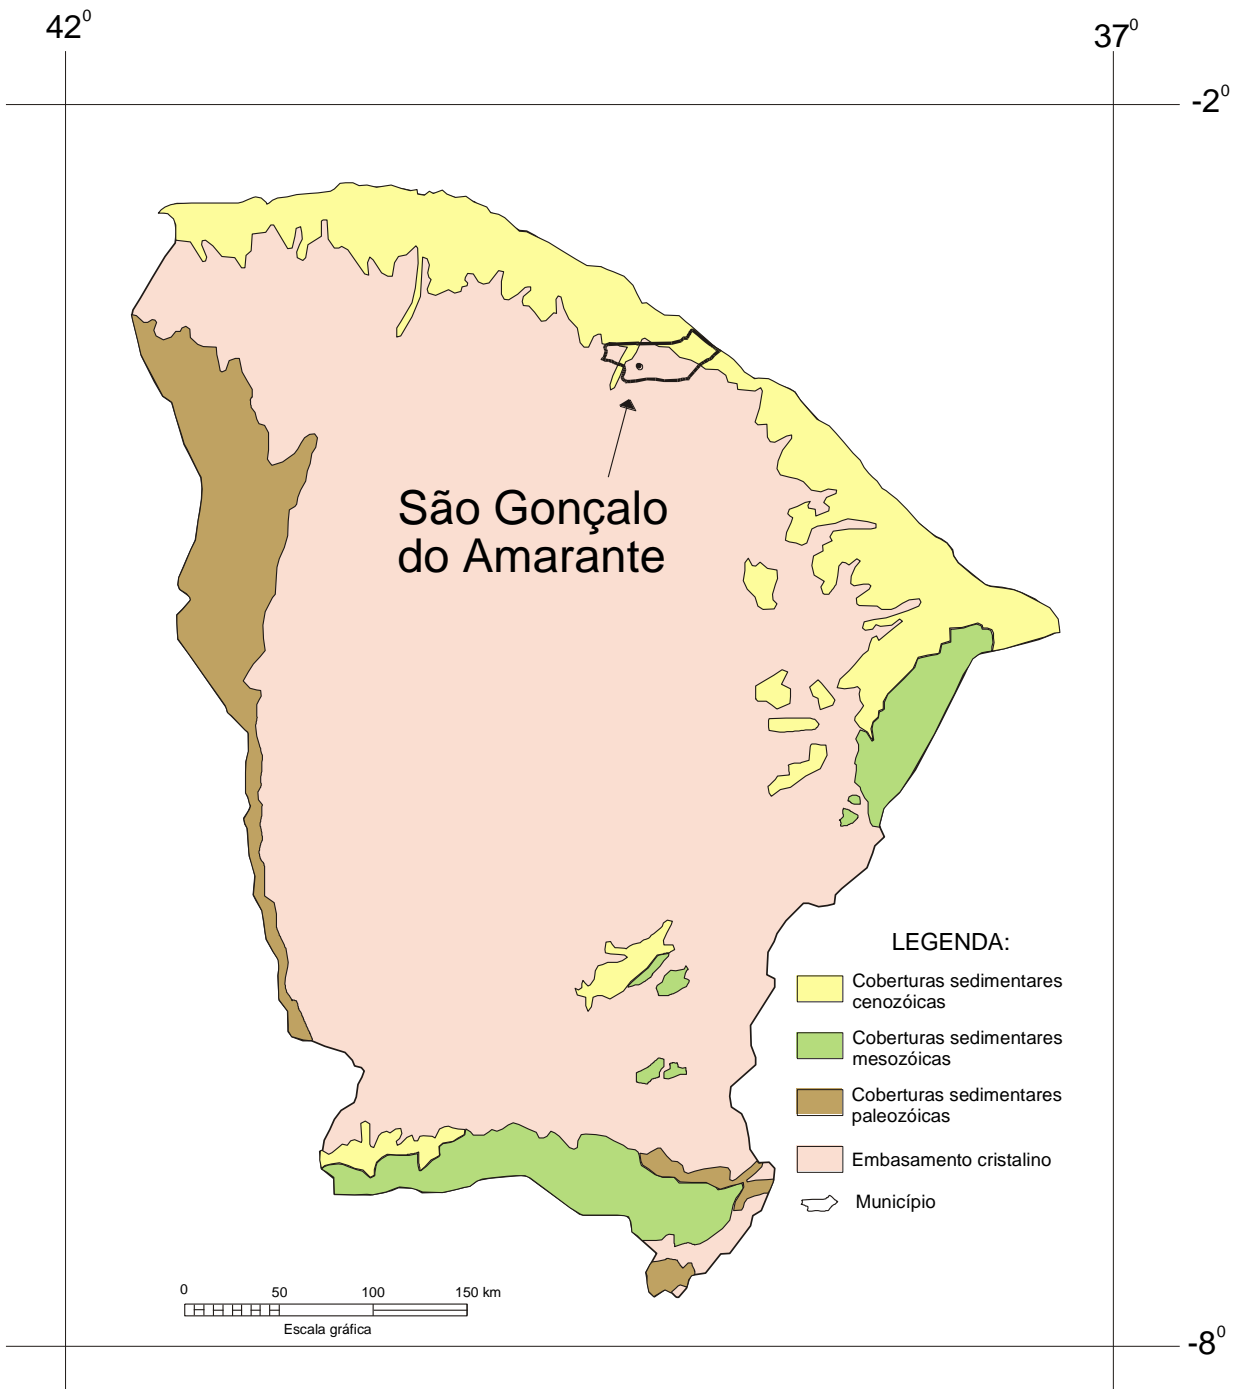 42⁰
37⁰
-2⁰
São Gonçalo
do Amarante
LEGENDA:
Coberturas sedimentares
cenozóicas
Coberturas sedimentares
mesozóicas
Coberturas sedimentares
paleozóicas
Embasamento cristalino
Município
0 50 100 150 km
Escala gráfica
-8⁰